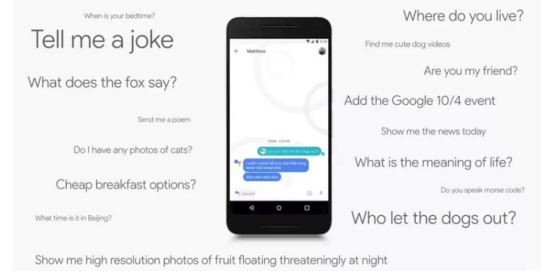 When is your bedtime?
Tell me a joke
What does the fox say?
Send me a poem
Do I have any photos of cats?
Cheap breakfast options?
What time is it in Beijing?
Matthew
Where do you live?
Find me cute dog videos
Are you my friend?
Add the Google 10/4 event
Show me the news today
What is the meaning of life?
Do you speak morse code?
Who let the dogs out?
Show me high resolution photos of fruit floating threateningly at night